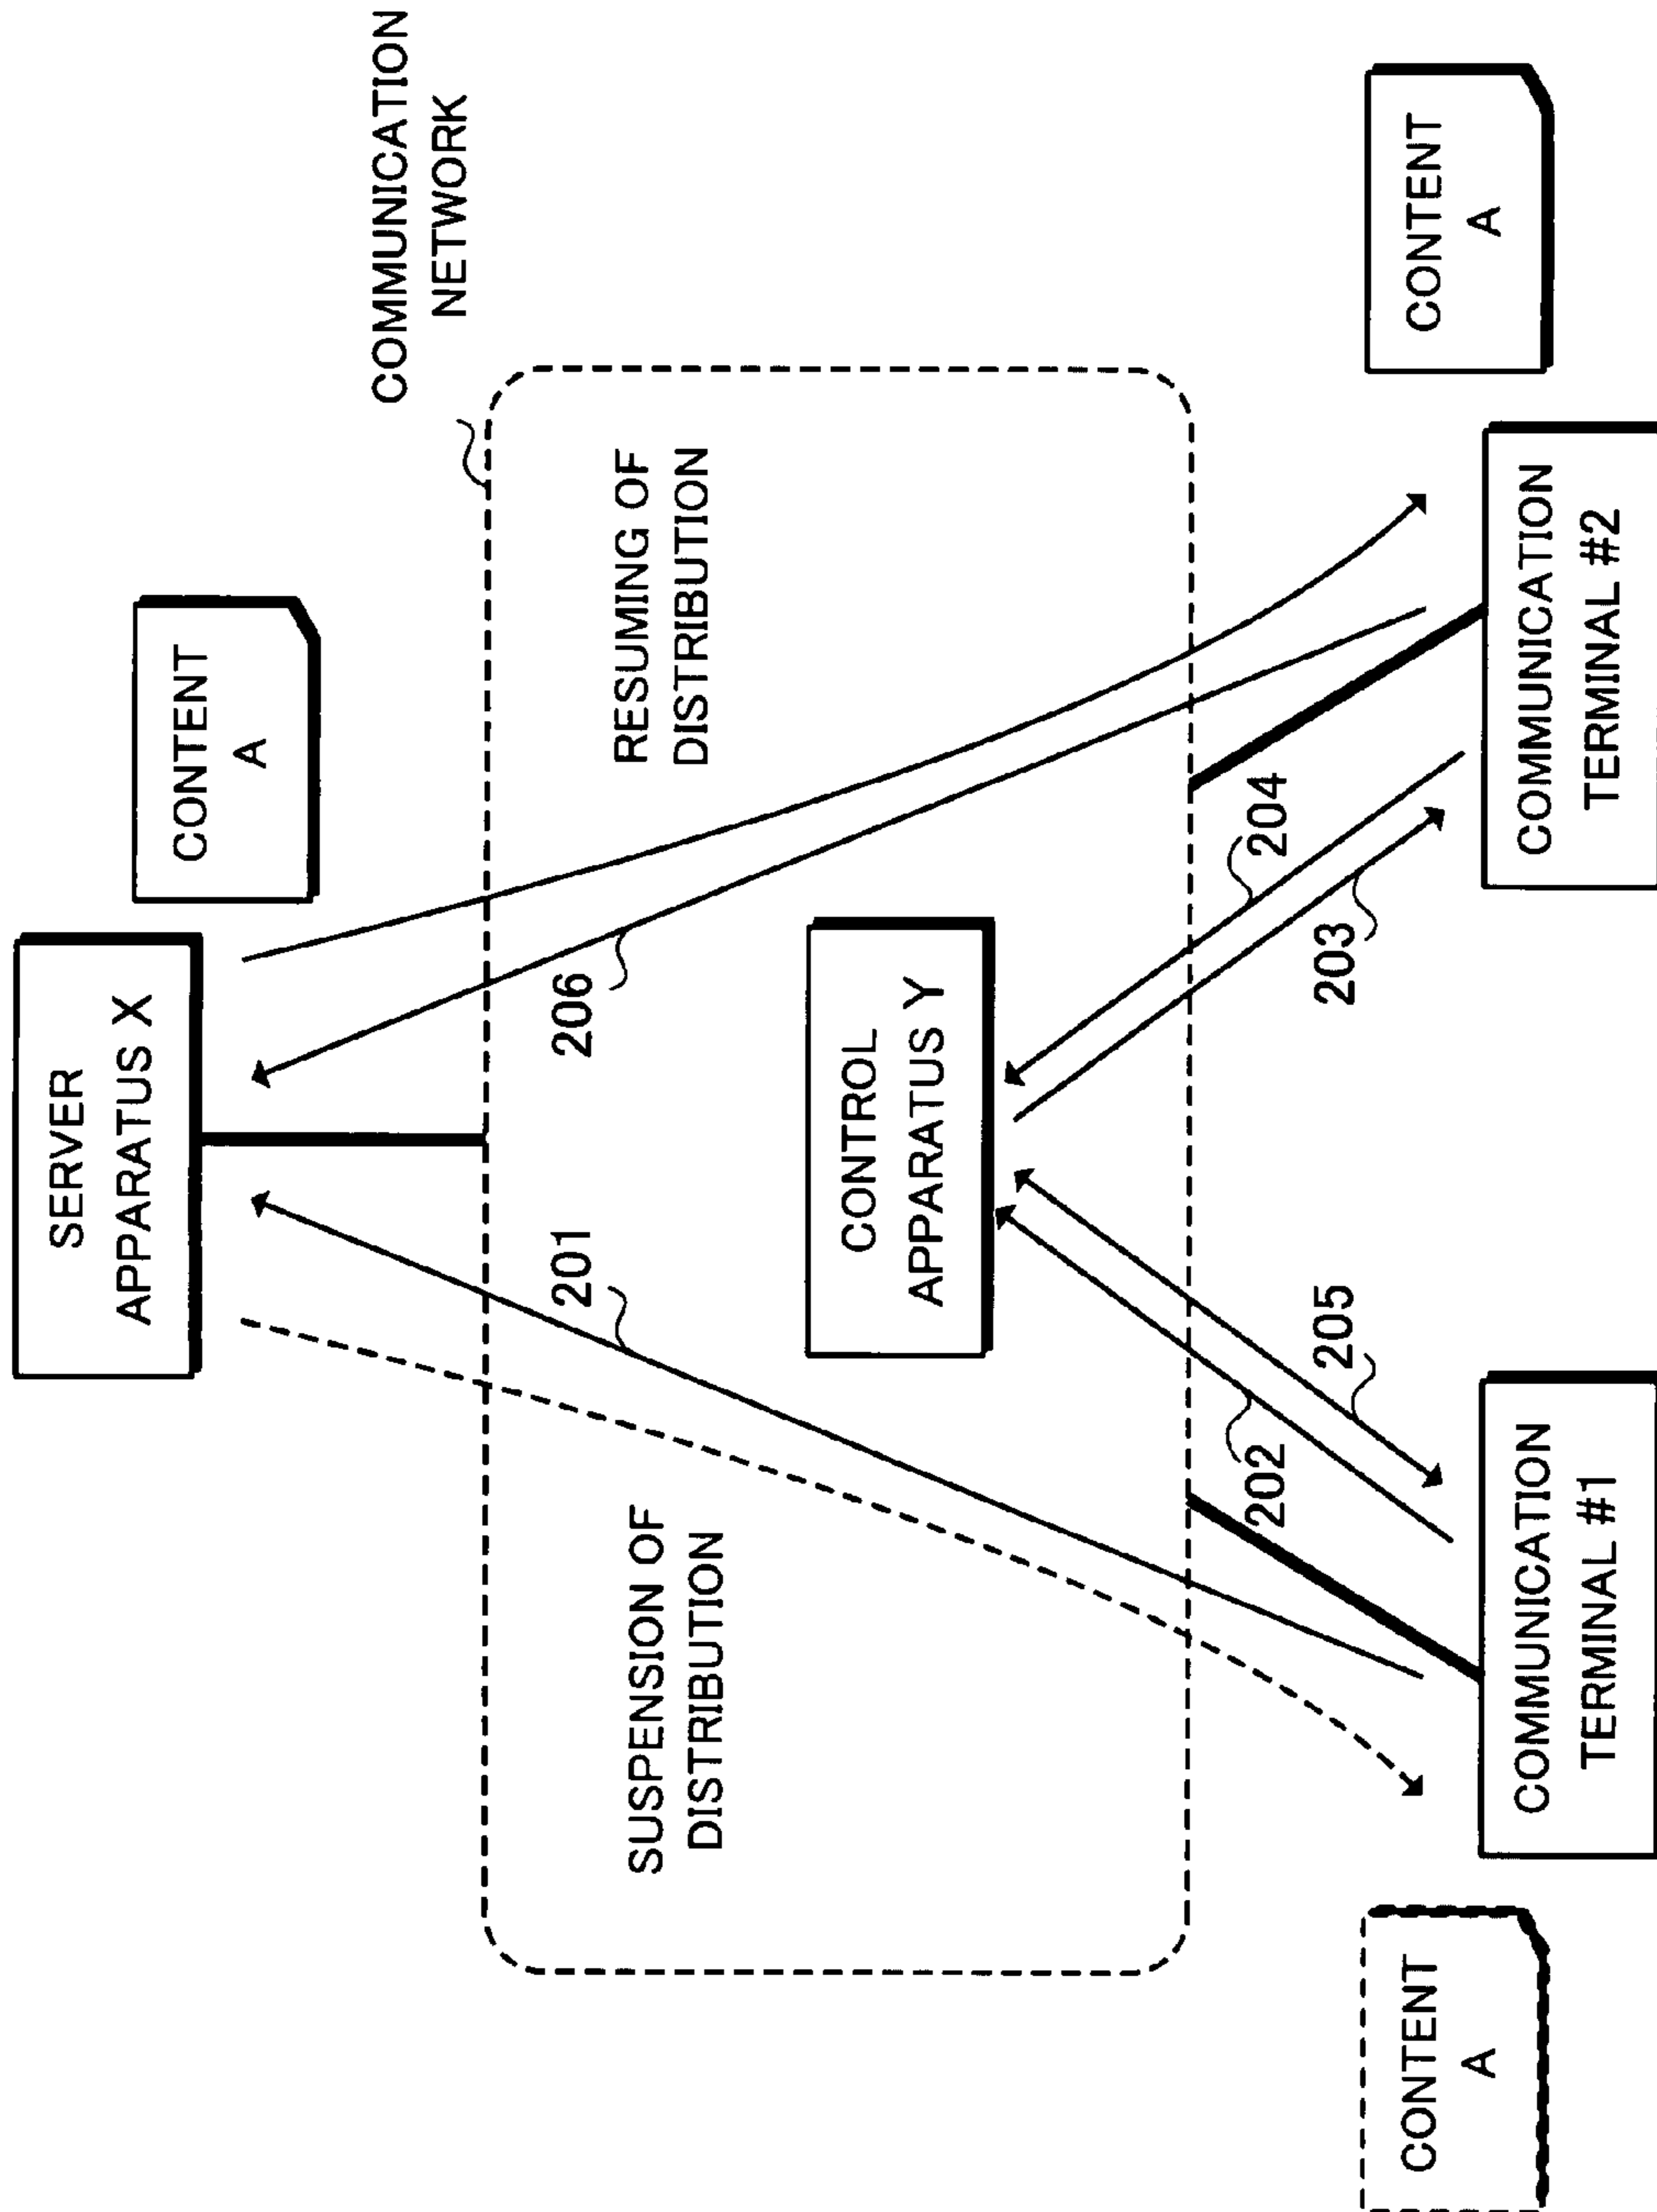 SERVER
APPARATUS X
CONTENT
A
COMMUNICATION
NETWORK
SUSPENSION OF
DISTRIBUTION
201
206
RESUMING OF
DISTRIBUTION
CONTROL
APPARATUS Y
202
205
203
204
CONTENT
A
COMMUNICATION
TERMINAL #1
COMMUNICATION
TERMINAL #2
CONTENT
A